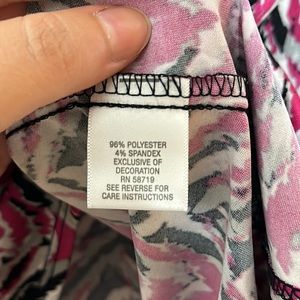 96% POLYESTER
4% SPANDEX
EXCLUSIVE OF
DECORATION
RN 58719
SEE REVERSE FOR
CARE INSTRUCTIONS